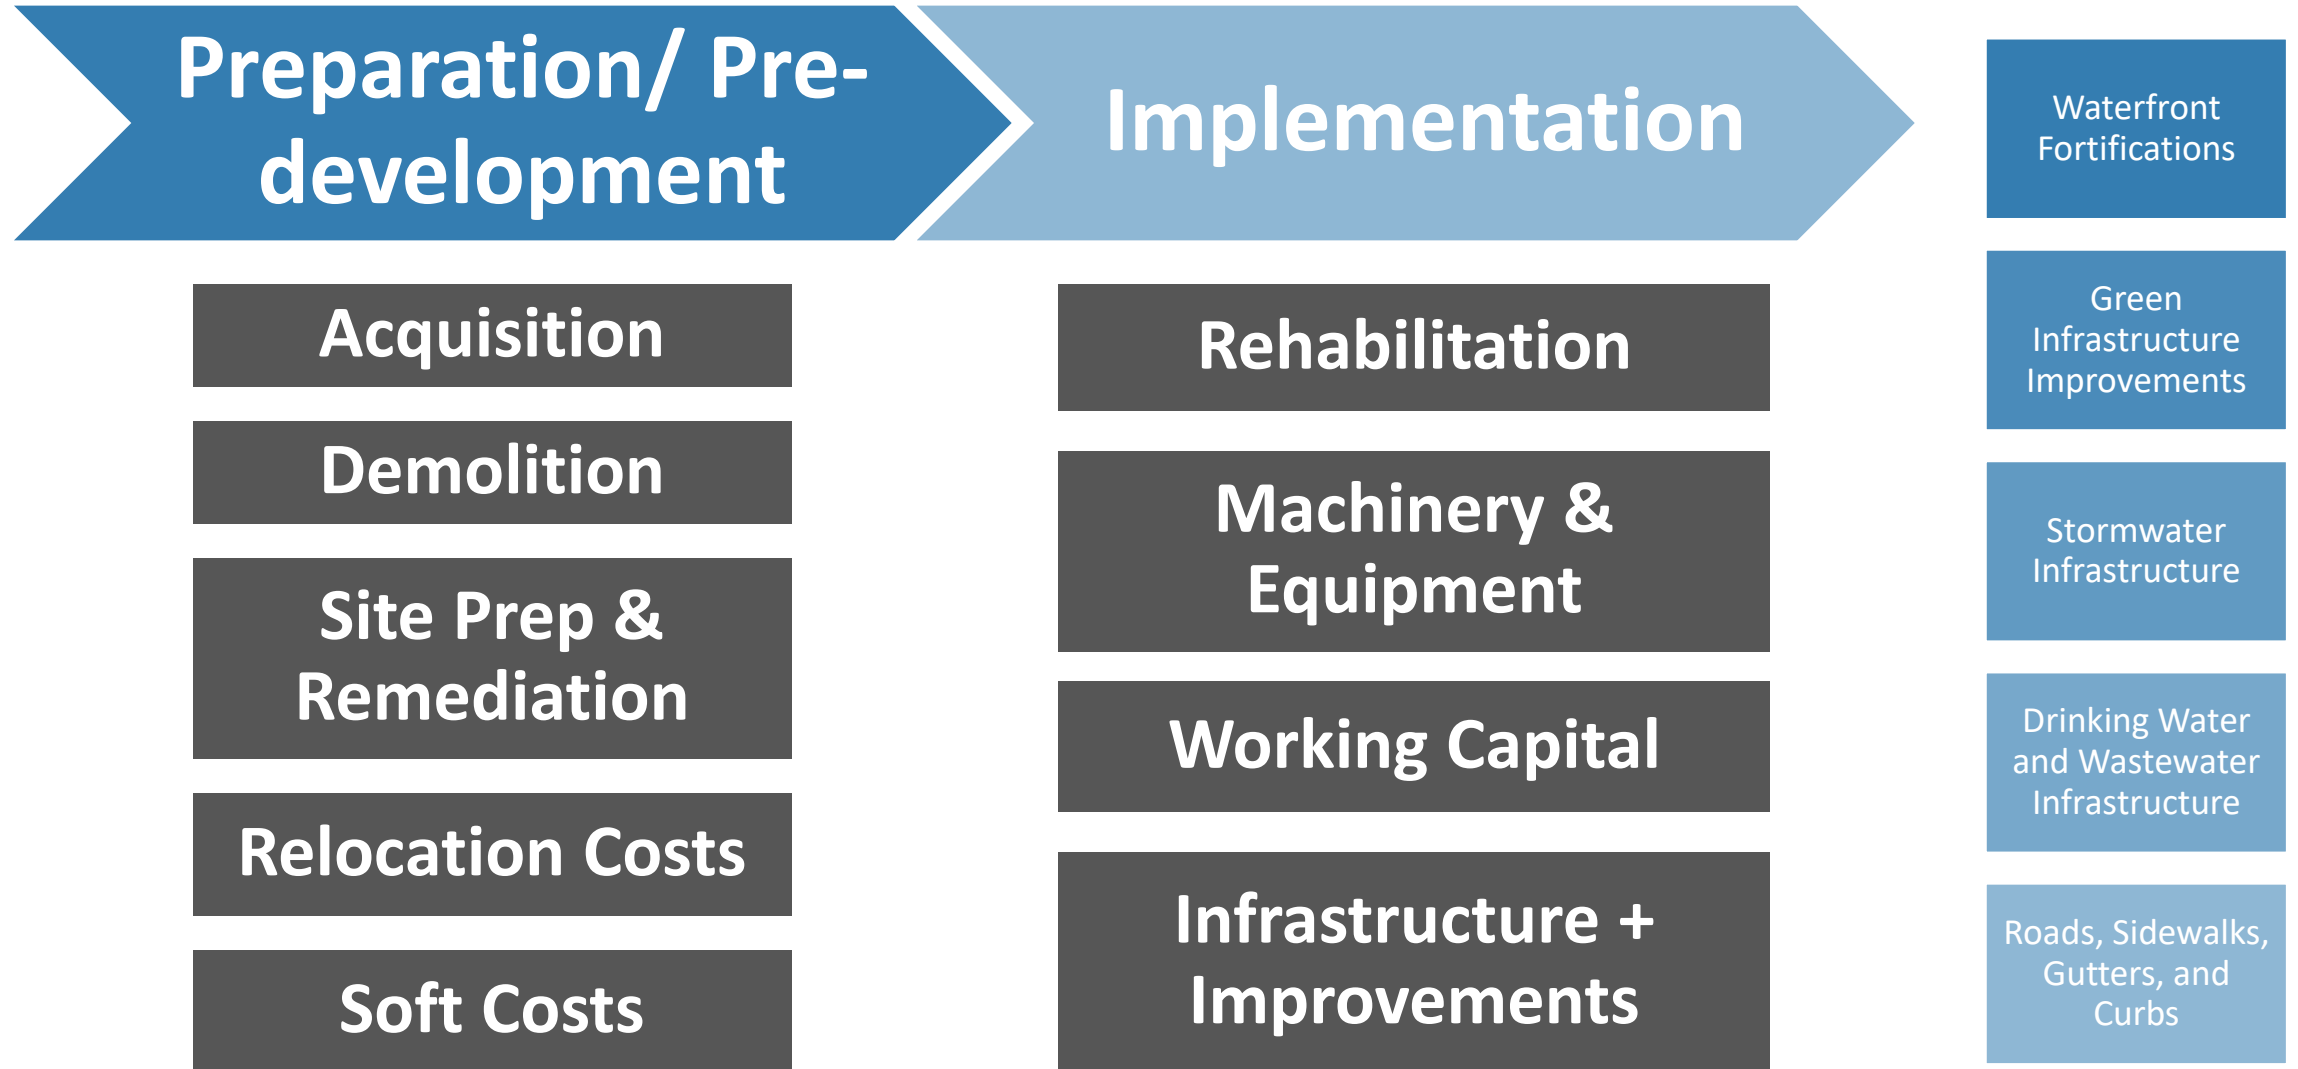 Preparation/ Pre-
development
Implementation
Acquisition
Demolition
Site Prep &
Remediation
Relocation Costs
Soft Costs
Rehabilitation
Machinery &
Equipment
Working Capital
Infrastructure +
Improvements
Waterfront
Fortifications
Green
Infrastructure
Improvements
Stormwater
Infrastructure
Drinking Water
and Wastewater
Infrastructure
Roads, Sidewalks,
Gutters, and
Curbs